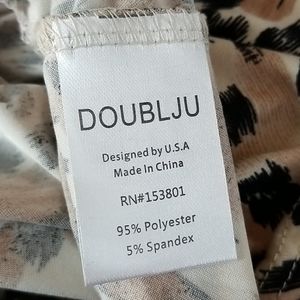 DOUBLJU
Designed by U.S.A
Made In China
RN#153801
95% Polyester
5% Spandex